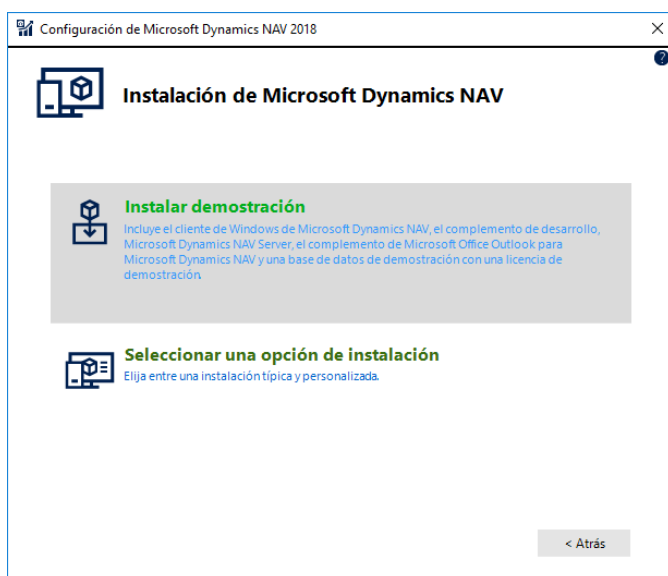 Configuración de Microsoft Dynamics NAV 2018
?
Instalación de Microsoft Dynamics NAV
Instalar demostración
Incluye el cliente de Windows de Microsoft Dynamics NAV, el complemento de desarrollo,
Microsoft Dynamics NAV Server, el complemento de Microsoft Office Outlook para
Microsoft Dynamics NAV y una base de datos de demostración con una licencia de
demostración.
Seleccionar una opción de instalación
Elija entre una instalación típica y personalizada.
< Atrás